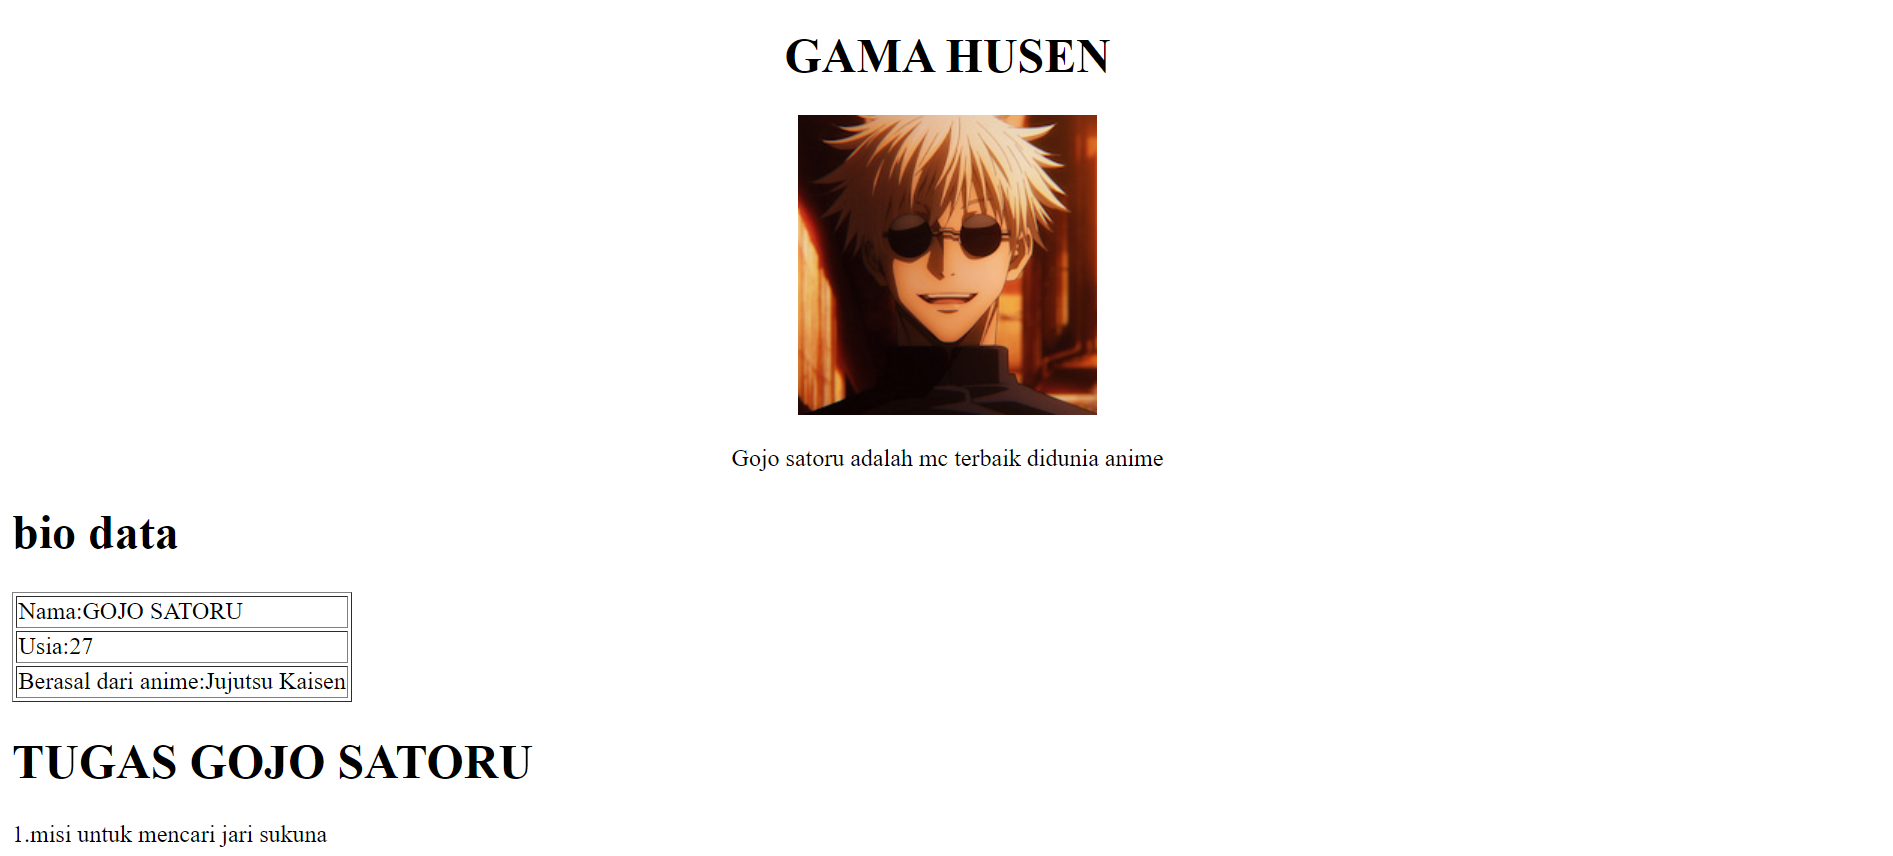 GAMA HUSEN
Gojo satoru adalah mc terbaik didunia anime
bio data
Nama:GOJO SATORU
Usia:27
Berasal dari anime:Jujutsu Kaisen
TUGAS GOJO SATORU
1.misi untuk mencari jari sukuna